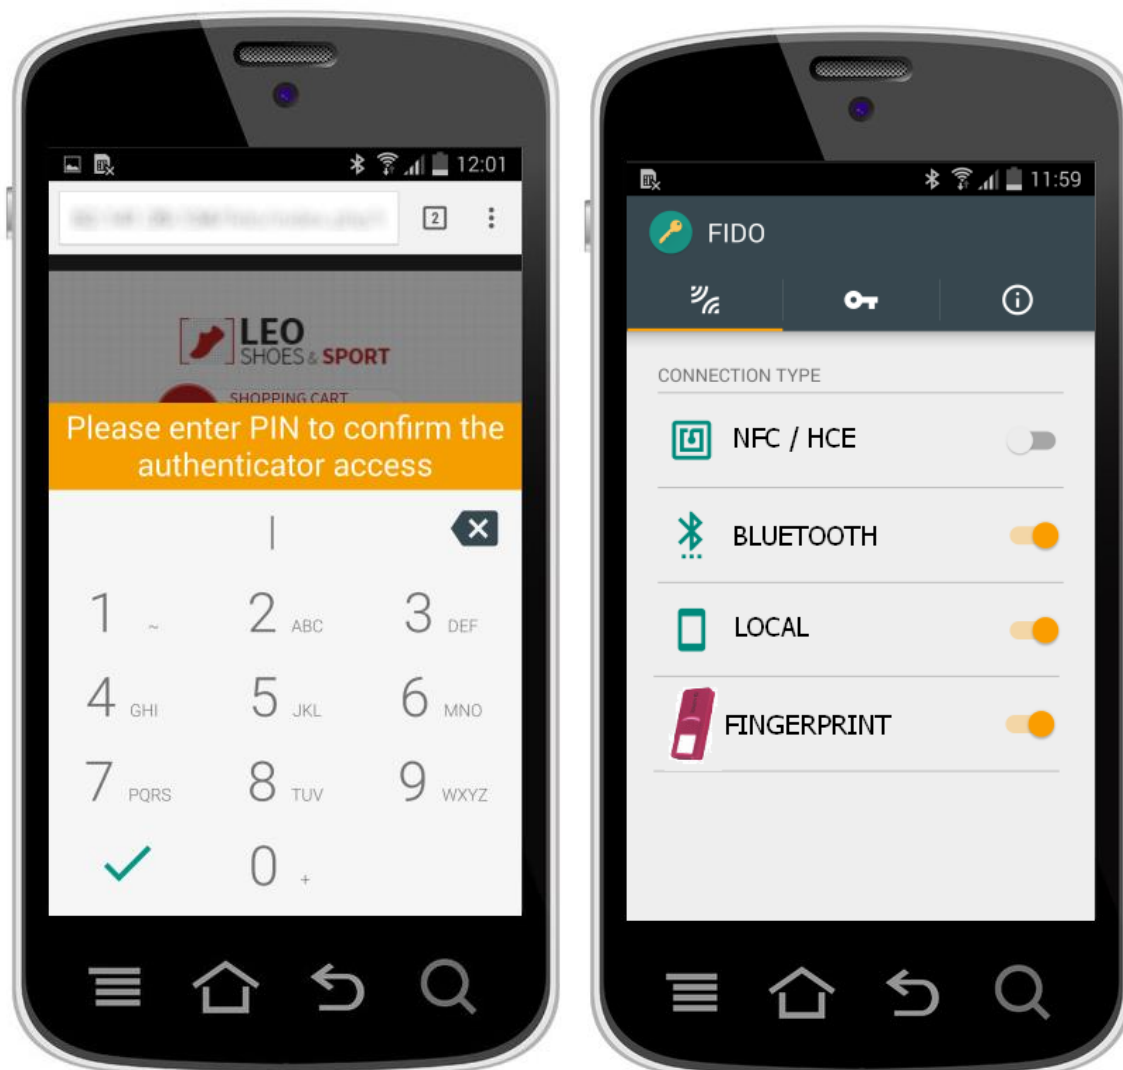 12:01
2
LEO
SHOES & SPORT
SHOPPING CART
Please enter PIN to confirm the
authenticator access
1 ~
2 ABC
3 DEF
4 GHI
5 JKL
6 MNO
7 PQRS
8 TUV
9 WXYZ
0 +
11:59
FIDO
CONNECTION TYPE
NFC / HCE
BLUETOOTH
LOCAL
FINGERPRINT